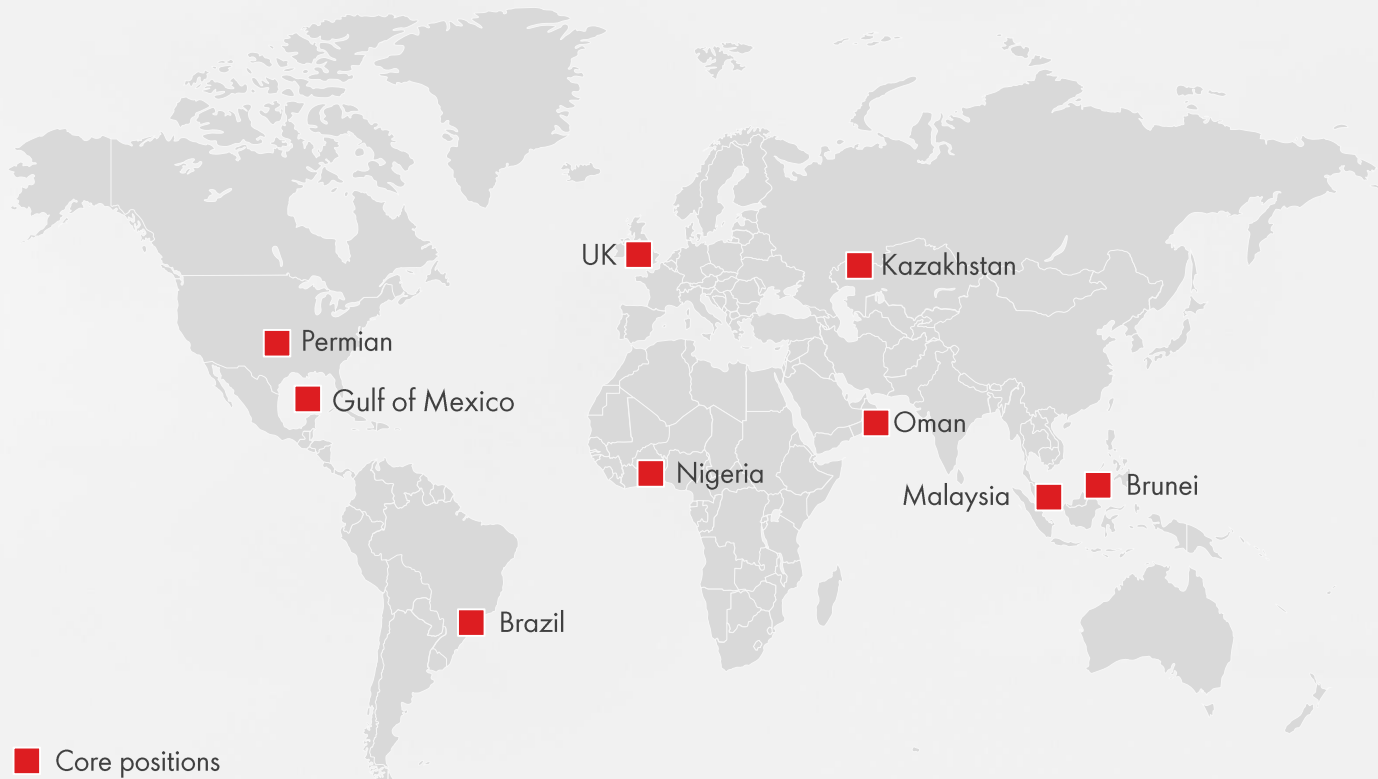 UK
Kazakhstan
Permian
Gulf of Mexico
Oman
Nigeria
Malaysia
Brunei
Brazil
Core positions